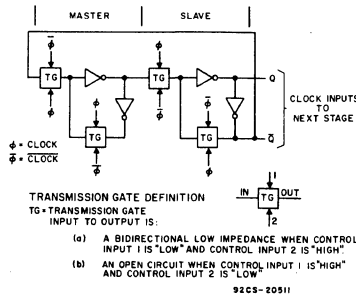 MASTER SLAVE
φ̅ φ
TG TG Q
φ φ̅
CLOCK INPUTS
TO
NEXT STAGE
φ φ̅
TG TG Q̅
φ̅ φ
φ = CLOCK
φ̅ = CLOCK̅
TRANSMISSION GATE DEFINITION
TG = TRANSMISSION GATE
INPUT TO OUTPUT IS:
1
IN TG OUT
2
(a) A BIDIRECTIONAL LOW IMPEDANCE WHEN CONTROL
INPUT 1 IS "LOW" AND CONTROL INPUT 2 IS "HIGH".
(b) AN OPEN CIRCUIT WHEN CONTROL INPUT 1 IS "HIGH"
AND CONTROL INPUT 2 IS "LOW"
92CS-20511